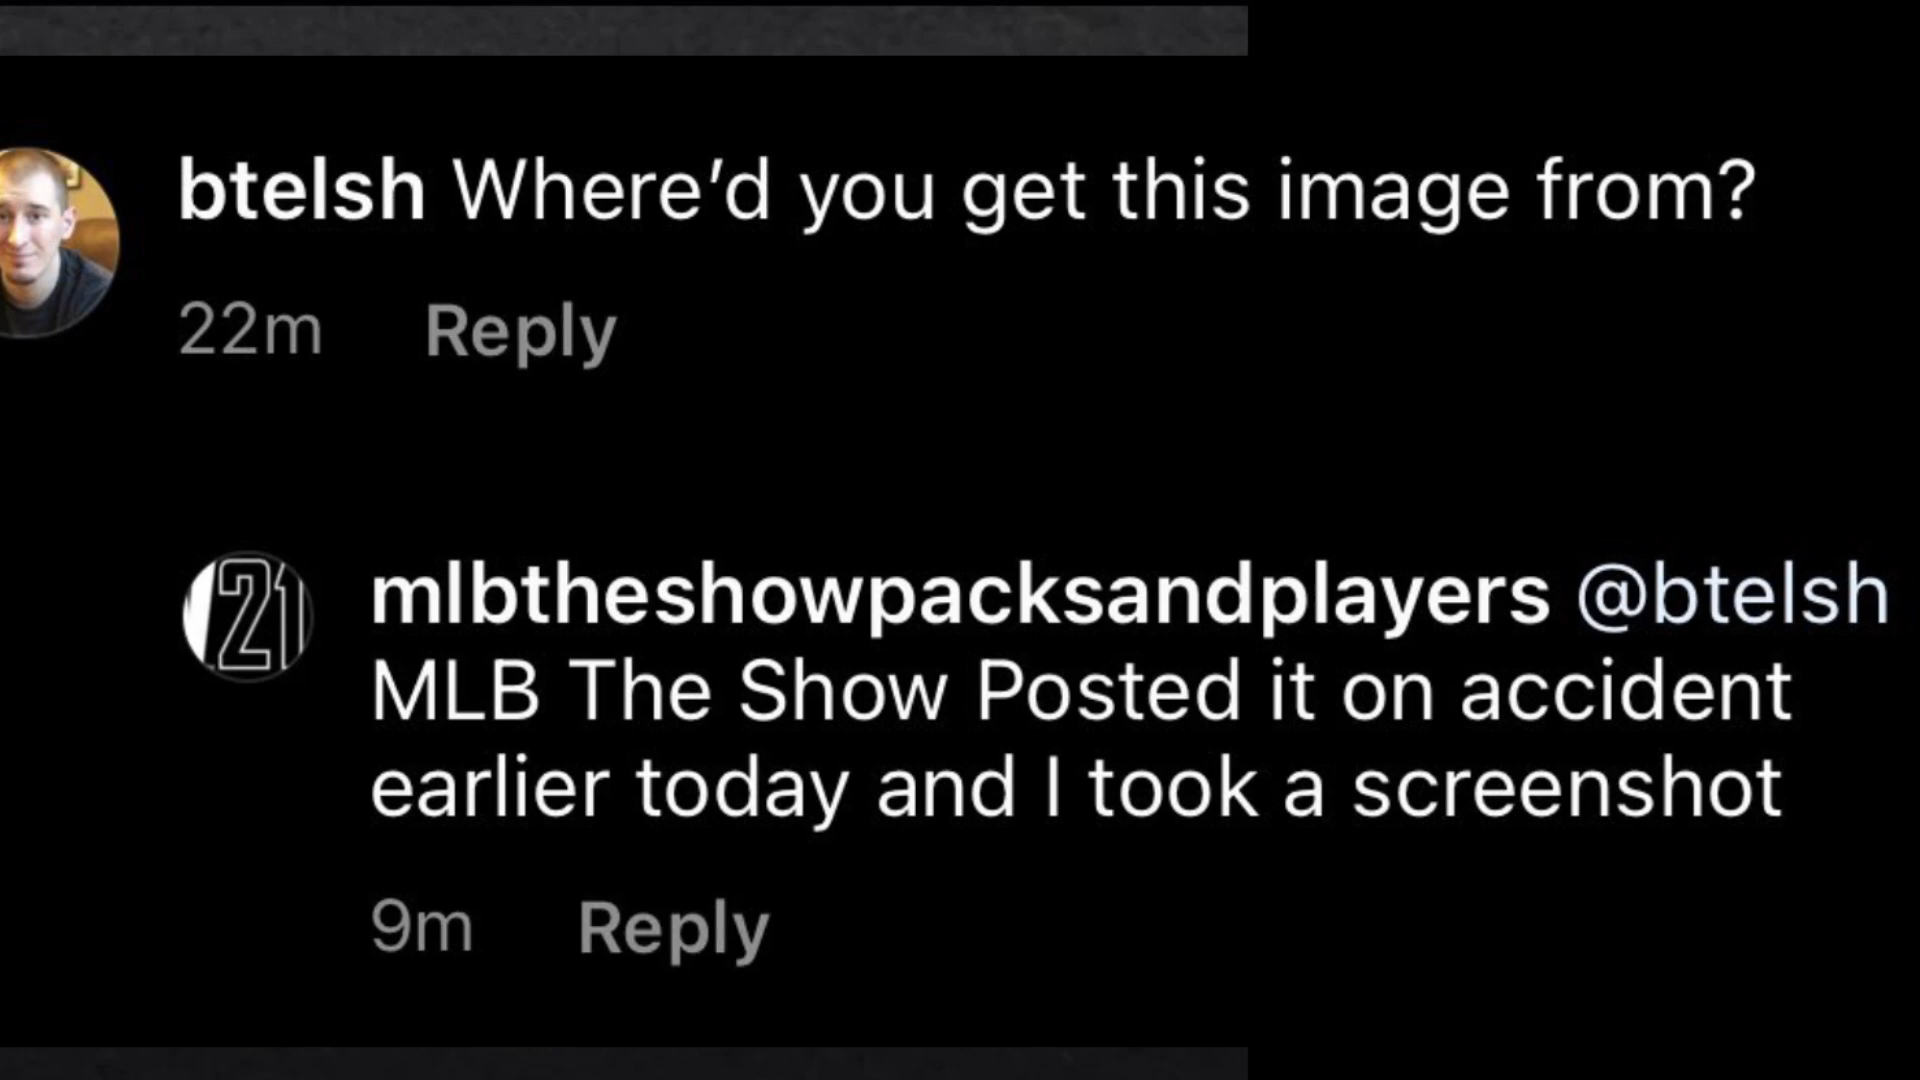 btelsh Where’d you get this image from?
22m Reply
21
mlbtheshowpacksandplayers @btelsh
MLB The Show Posted it on accident
earlier today and I took a screenshot
9m Reply